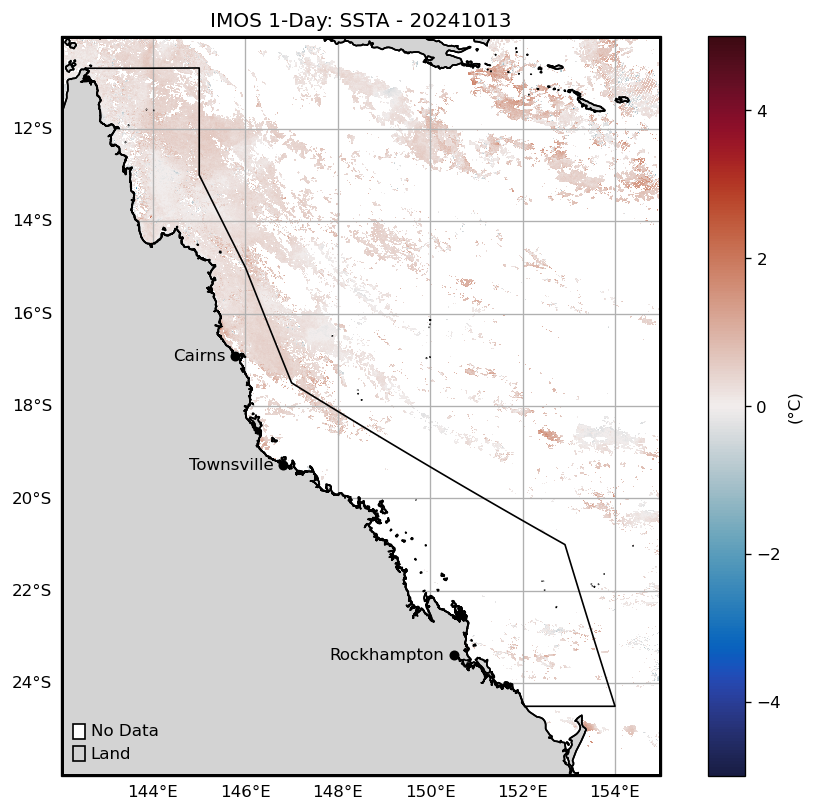 IMOS 1-Day: SSTA - 20241013
12°S
14°S
16°S
18°S
20°S
22°S
24°S
Cairns
Townsville
Rockhampton
No Data
Land
144°E 146°E 148°E 150°E 152°E 154°E
4
2
0
−2
−4
(°C)